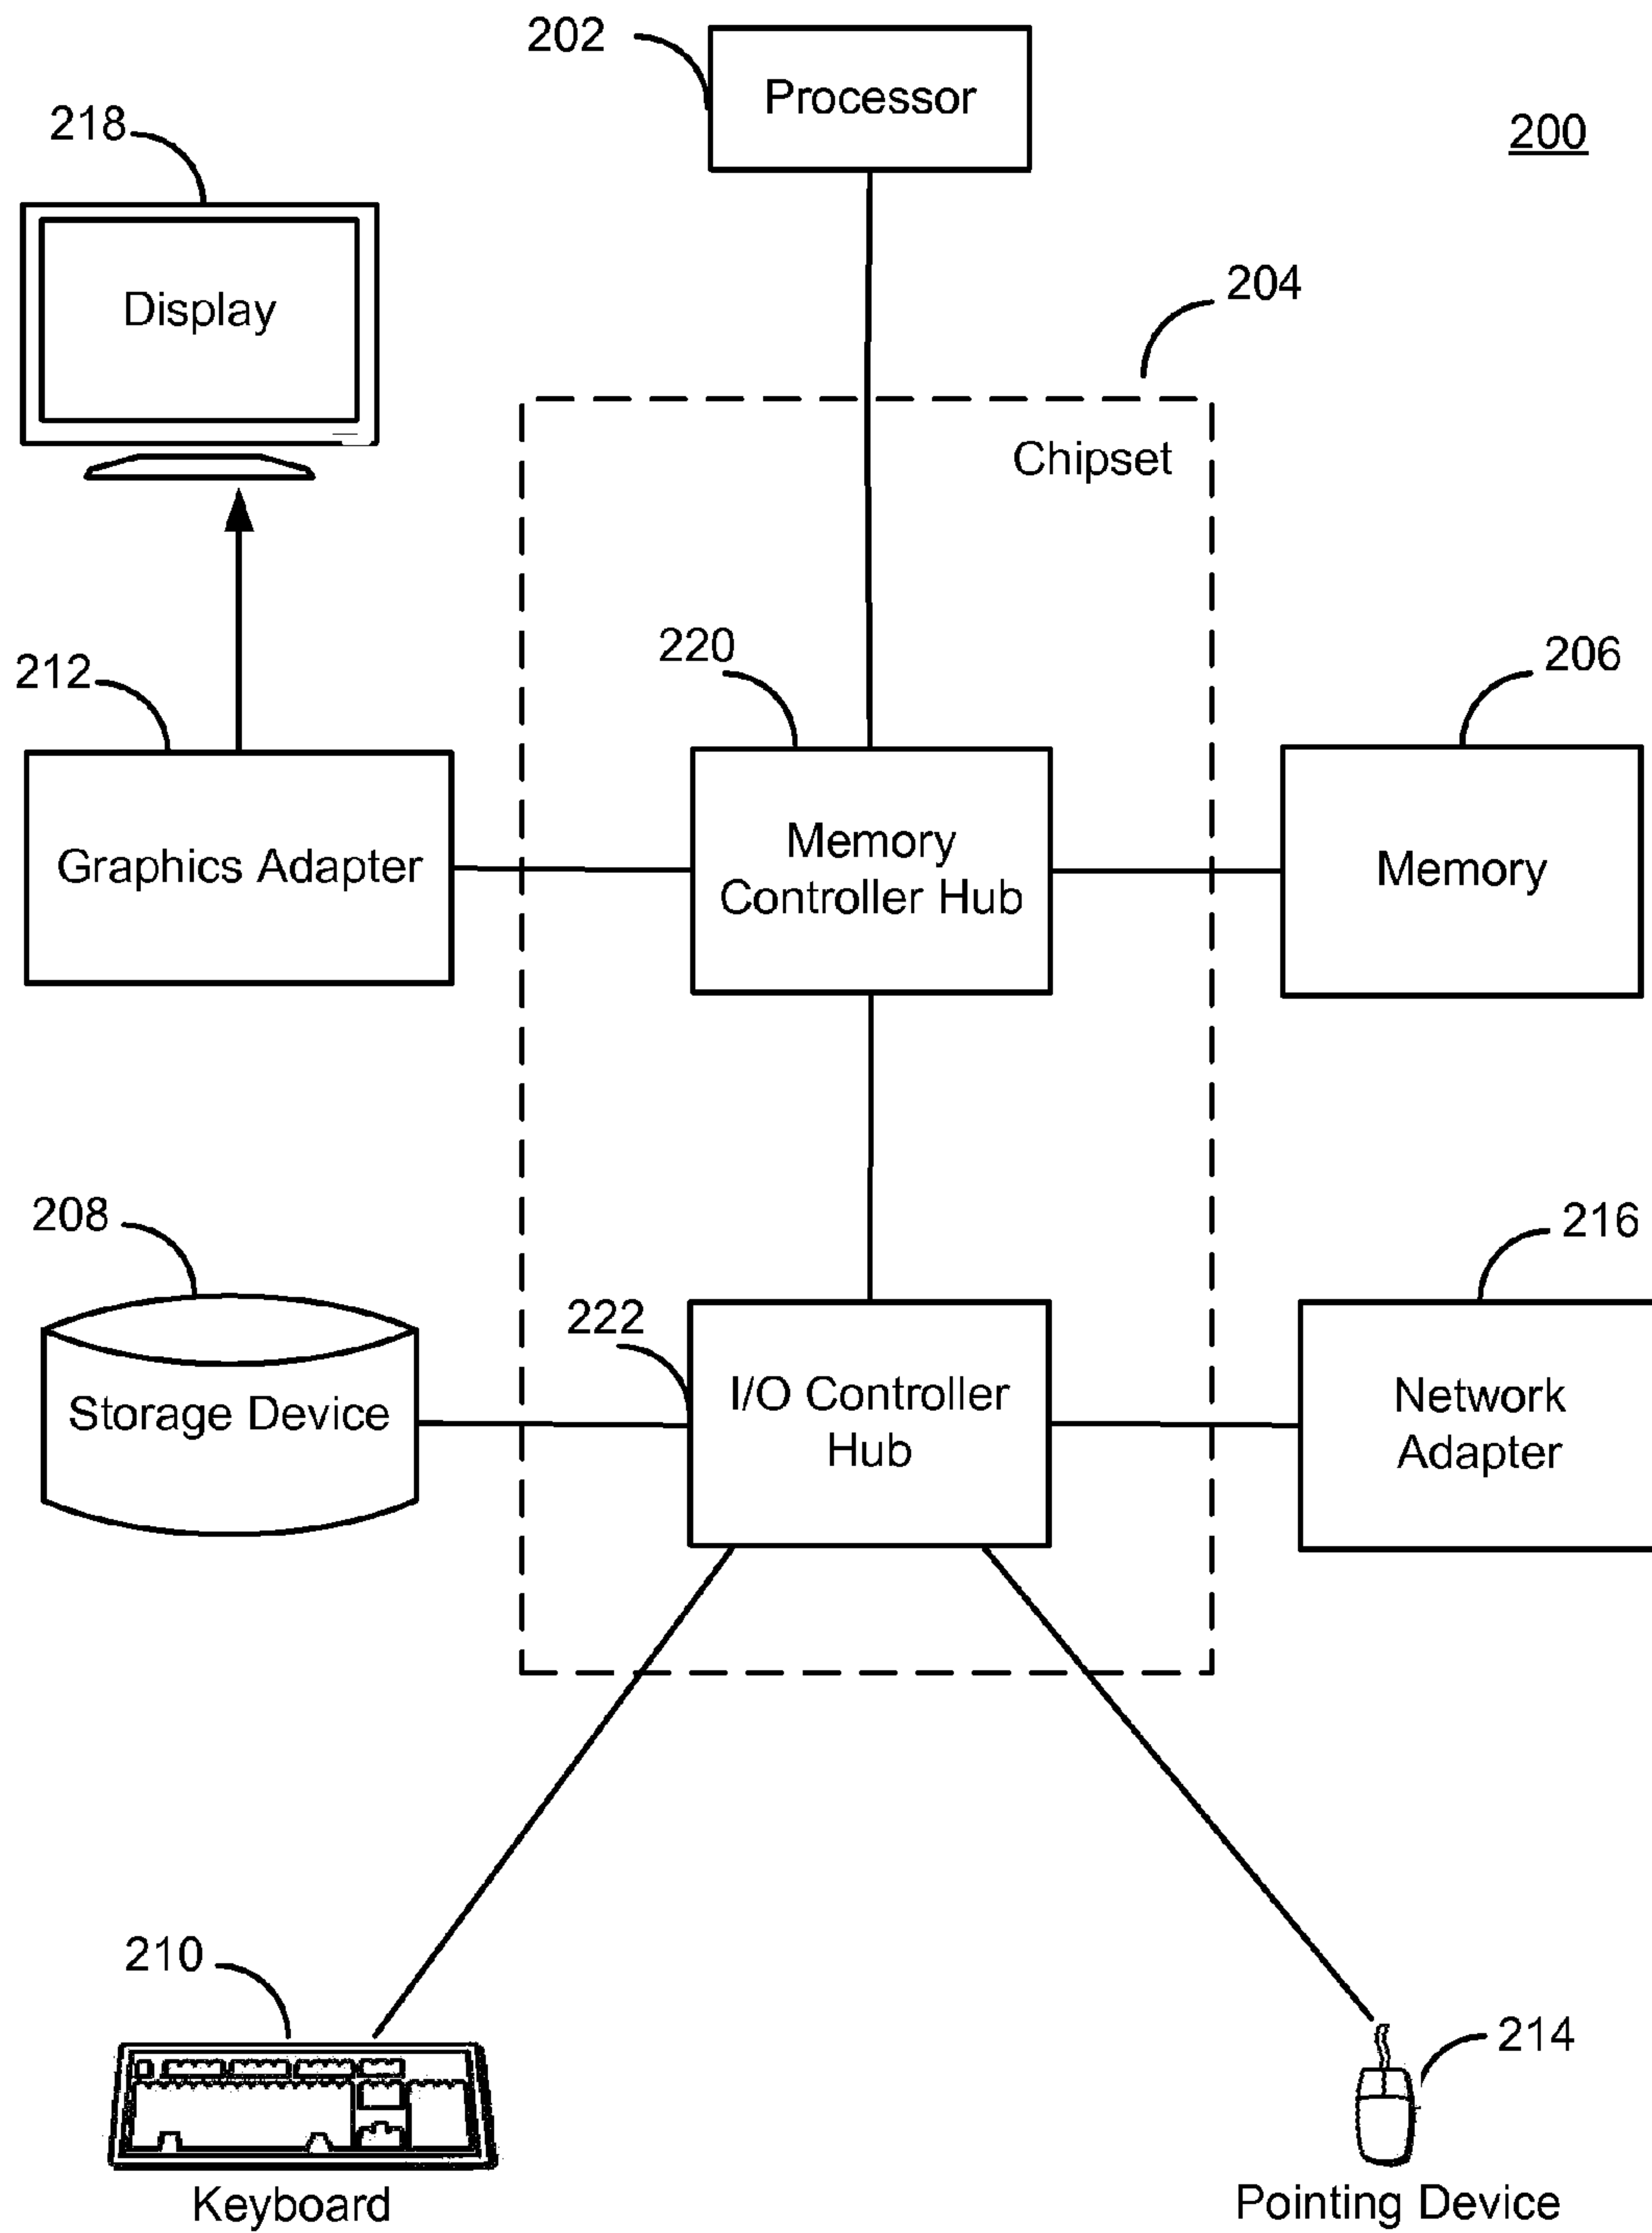 202
Processor
200
218
Display
204
Chipset
220
206
212
Memory
Controller Hub
Graphics Adapter
Memory
208
216
222
I/O Controller
Hub
Storage Device
Network
Adapter
210
214
Keyboard
Pointing Device